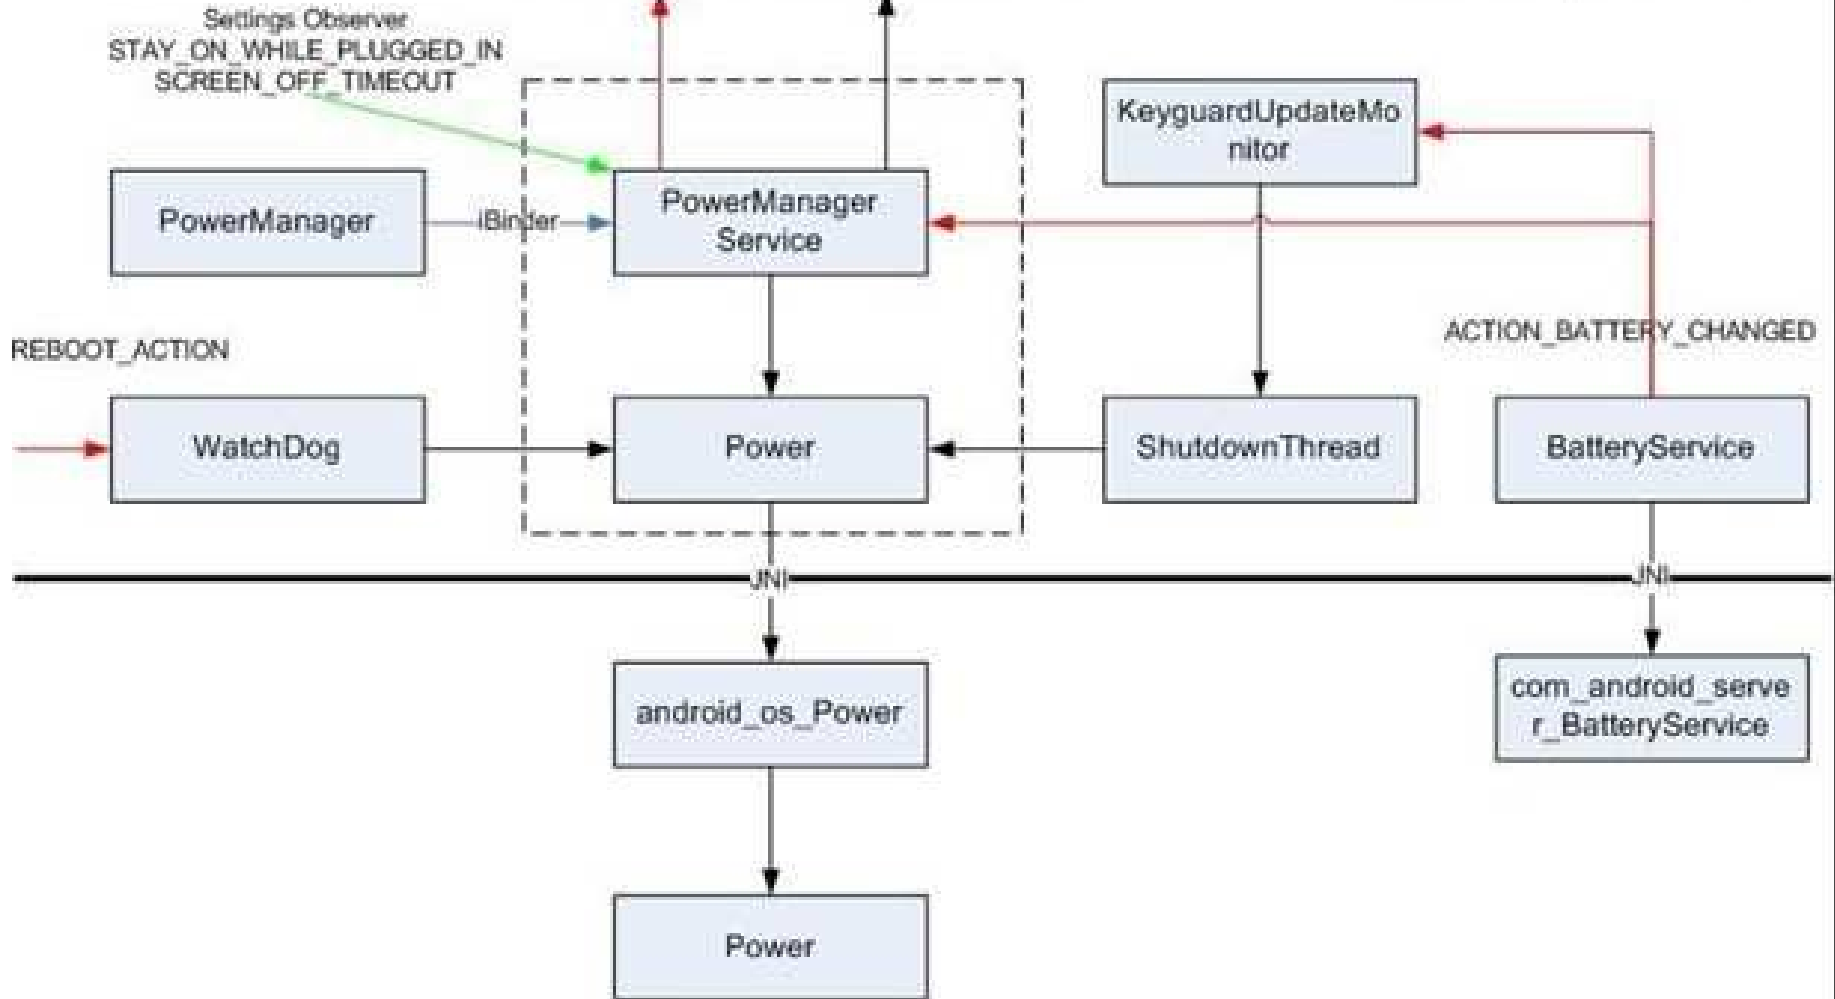 Settings Observer
STAY_ON_WHILE_PLUGGED_IN
SCREEN_OFF_TIMEOUT
KeyguardUpdateMo
nitor
PowerManager
iBinder
PowerManager
Service
REBOOT_ACTION
ACTION_BATTERY_CHANGED
WatchDog
Power
ShutdownThread
BatteryService
JNI
JNI
android_os_Power
com_android_serve
r_BatteryService
Power